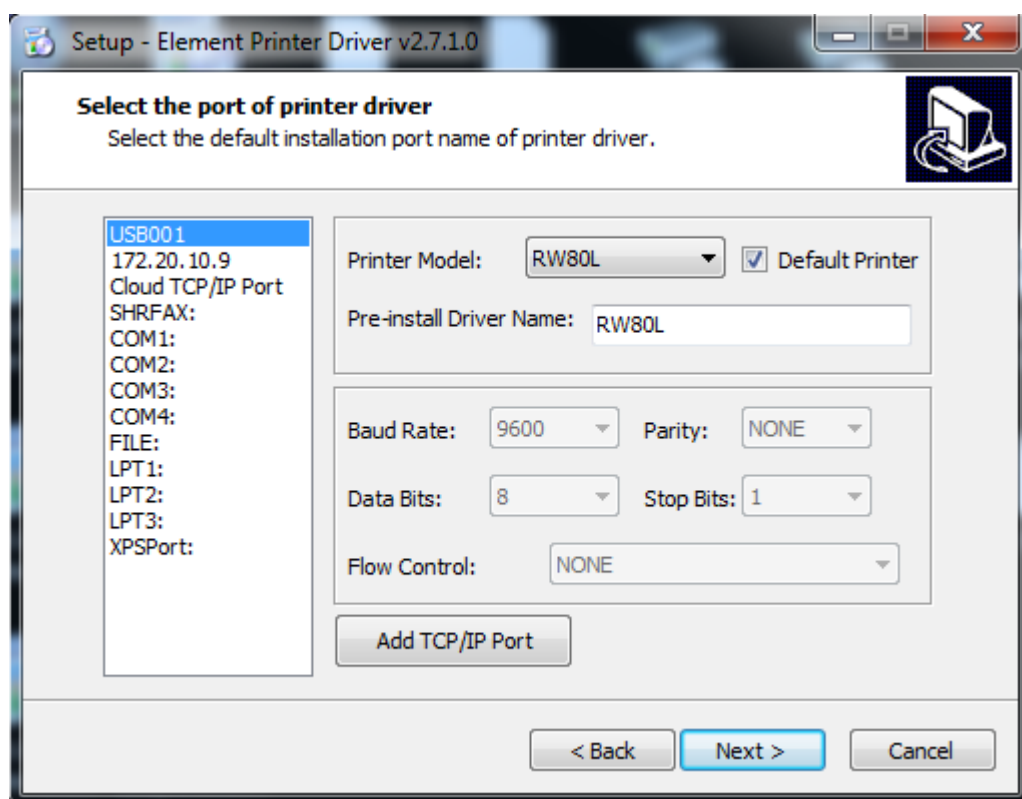 Setup - Element Printer Driver v2.7.1.0
Select the port of printer driver
Select the default installation port name of printer driver.
USB001
172.20.10.9
Cloud TCP/IP Port
SHRFAX:
COM1:
COM2:
COM3:
COM4:
FILE:
LPT1:
LPT2:
LPT3:
XPSPort:
Printer Model: RW80L Default Printer
Pre-install Driver Name: RW80L
Baud Rate: 9600 Parity: NONE
Data Bits: 8 Stop Bits: 1
Flow Control: NONE
Add TCP/IP Port
< Back Next > Cancel